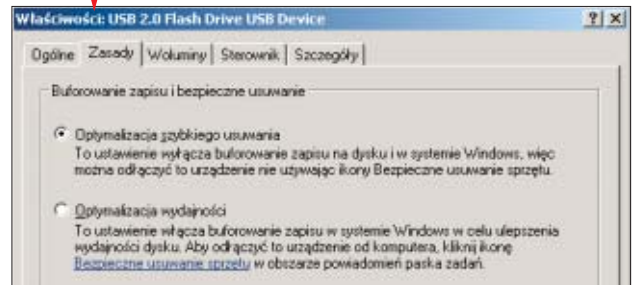 Właściwości: USB 2.0 Flash Drive USB Device
Ogólne Zasady Woluminy Sterownik Szczegóły
Buforowanie zapisu i bezpieczne usuwanie
Optymalizacja szybkiego usuwania
To ustawienie wyłącza buforowanie zapisu na dysku i w systemie Windows, więc
można odłączyć to urządzenie nie używając ikony Bezpieczne usuwanie sprzętu.
Optymalizacja wydajności
To ustawienie włącza buforowanie zapisu w systemie Windows w celu ulepszenia
wydajności dysku. Aby odłączyć to urządzenie od komputera, kliknij ikonę
Bezpieczne usuwanie sprzętu w obszarze powiadomień paska zadań.